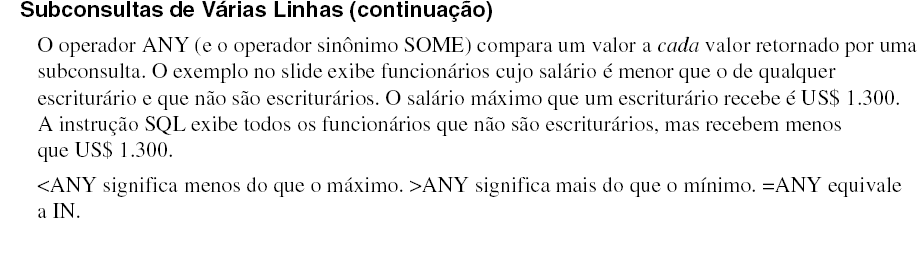 Subconsultas de Várias Linhas (continuação)
O operador ANY (e o operador sinônimo SOME) compara um valor a cada valor retornado por uma
subconsulta. O exemplo no slide exibe funcionários cujo salário é menor que o de qualquer
escriturário e que não são escriturários. O salário máximo que um escriturário recebe é US$ 1.300.
A instrução SQL exibe todos os funcionários que não são escriturários, mas recebem menos
que US$ 1.300.
<ANY significa menos do que o máximo. >ANY significa mais do que o mínimo. =ANY equivale
a IN.